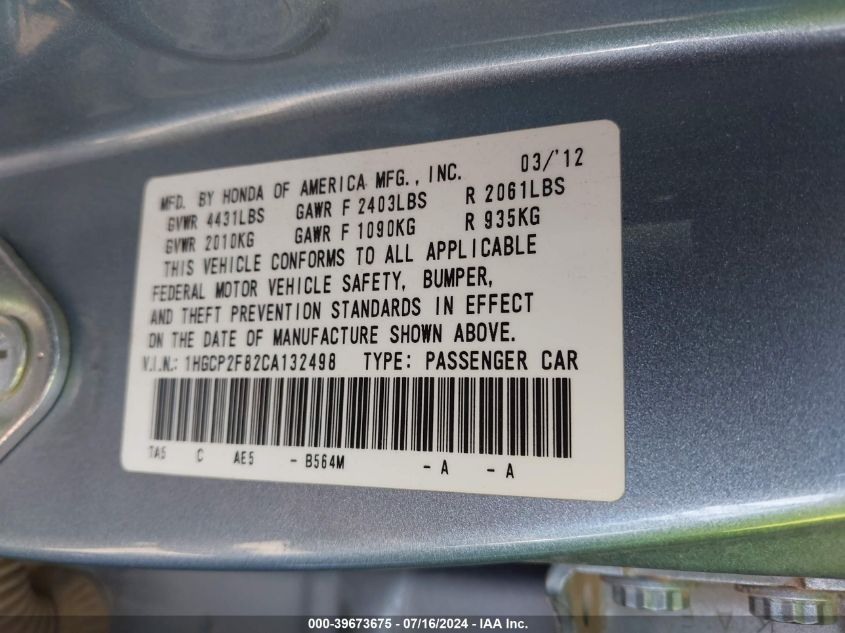 MFD. BY HONDA OF AMERICA MFG., INC. 03/'12
GVWR 4431LBS GAWR F 2403LBS R 2061LBS
GVWR 2010KG GAWR F 1090KG R 935KG
THIS VEHICLE CONFORMS TO ALL APPLICABLE
FEDERAL MOTOR VEHICLE SAFETY, BUMPER,
AND THEFT PREVENTION STANDARDS IN EFFECT
ON THE DATE OF MANUFACTURE SHOWN ABOVE.
V.I.N.: 1HGCP2F82CA132498 TYPE: PASSENGER CAR
TA5 C AE5 - B564M - A - A
000-39673675 / 07/16/2024 - IAA Inc.